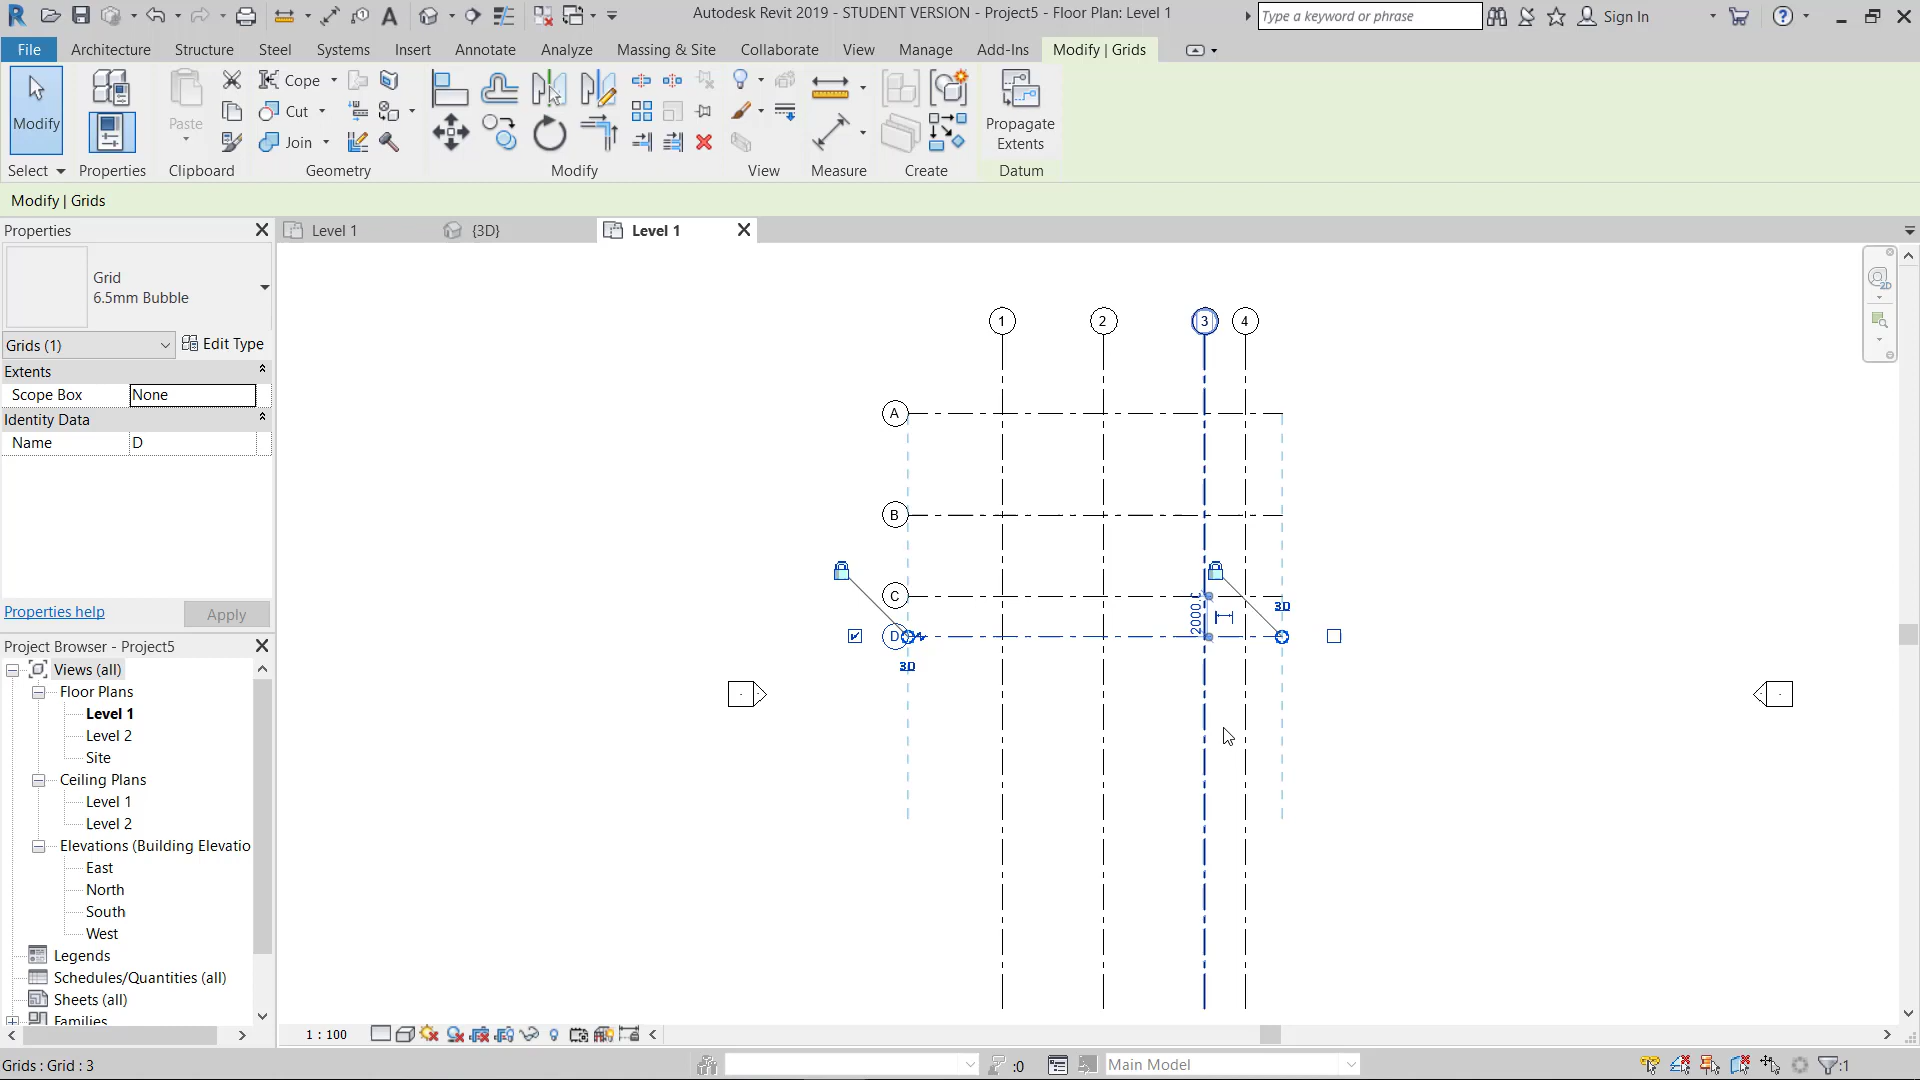 Autodesk Revit 2019 - STUDENT VERSION - Project5 - Floor Plan: Level 1
Type a keyword or phrase
Sign In
File Architecture Structure Steel Systems Insert Annotate Analyze Massing & Site Collaborate View Manage Add-Ins Modify | Grids
Modify
Paste
Cope
Cut
Join
Propagate
Extents
Select Properties Clipboard Geometry Modify View Measure Create Datum
Modify | Grids
Properties
Grid
6.5mm Bubble
Grids (1)
Edit Type
Extents
Scope Box None
Identity Data
Name D
Properties help
Apply
Project Browser - Project5
Views (all)
Floor Plans
Level 1
Level 2
Site
Ceiling Plans
Level 1
Level 2
Elevations (Building Elevatio
East
North
South
West
Legends
Schedules/Quantities (all)
Sheets (all)
Families
Level 1
{3D}
Level 1
2D
1 2 3 4
A
B
C
D
3D
3D
2000.0
1 : 100
Grids : Grid : 3
:0
Main Model
:1